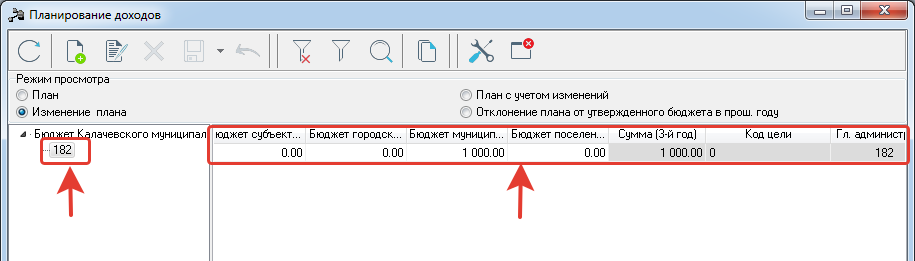 Планирование доходов
Режим просмотра
План
План с учетом изменений
Изменение плана
Отклонение плана от утвержденного бюджета в прош. году
Бюджет Калачевского муниципал
юджет субъект... Бюджет городск... Бюджет муницип... Бюджет поселен... Сумма (3-й год) Код цели Гл. администр
182
0.00 0.00 1 000.00 0.00 1 000.00 0 182